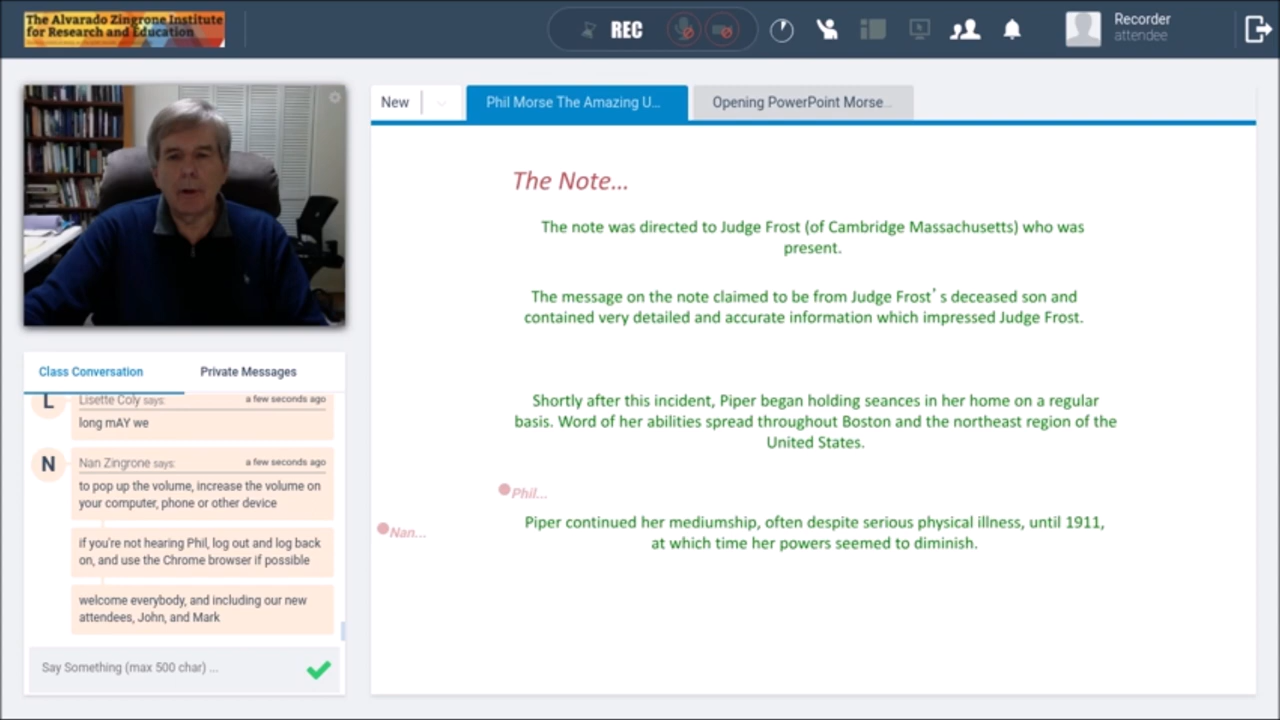 The Alvarado Zingrone Institute
for Research and Education
REC
Recorder
attendee
New
Phil Morse The Amazing U...
Opening PowerPoint Morse...
The Note...
The note was directed to Judge Frost (of Cambridge Massachusetts) who was
present.
The message on the note claimed to be from Judge Frost's deceased son and
contained very detailed and accurate information which impressed Judge Frost.
Shortly after this incident, Piper began holding seances in her home on a regular
basis. Word of her abilities spread throughout Boston and the northeast region of the
United States.
Phil...
Nan...
Piper continued her mediumship, often despite serious physical illness, until 1911,
at which time her powers seemed to diminish.
Class Conversation
Private Messages
L
Lisette Coly says:
a few seconds ago
long mAY we
N
Nan Zingrone says:
a few seconds ago
to pop up the volume, increase the volume on
your computer, phone or other device
if you're not hearing Phil, log out and log back
on, and use the Chrome browser if possible
welcome everybody, and including our new
attendees, John, and Mark
Say Something (max 500 char) ...